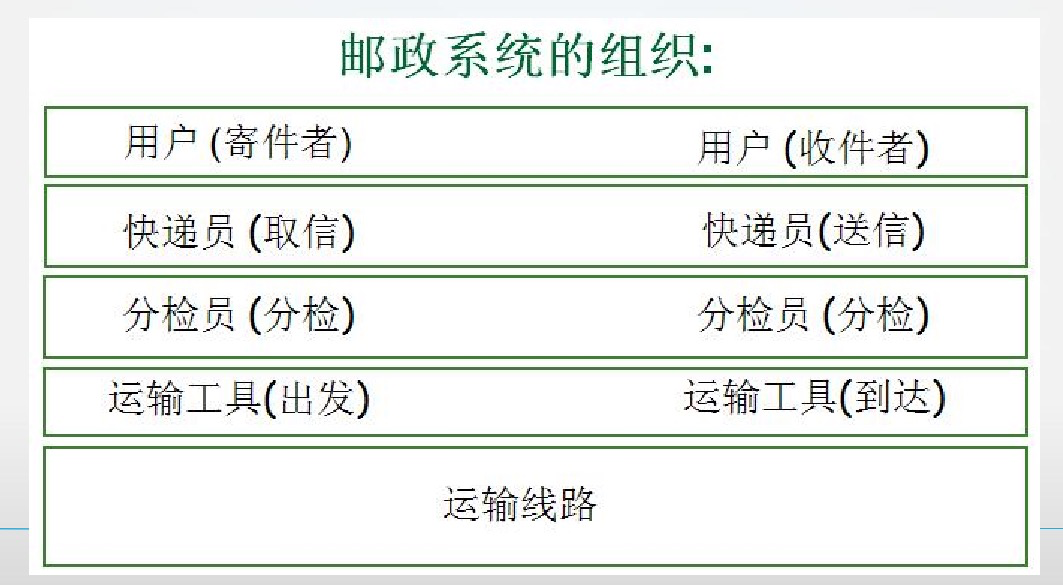 邮政系统的组织:
用户 (寄件者) 用户 (收件者)
快递员 (取信) 快递员(送信)
分检员 (分检) 分检员 (分检)
运输工具(出发) 运输工具(到达)
运输线路